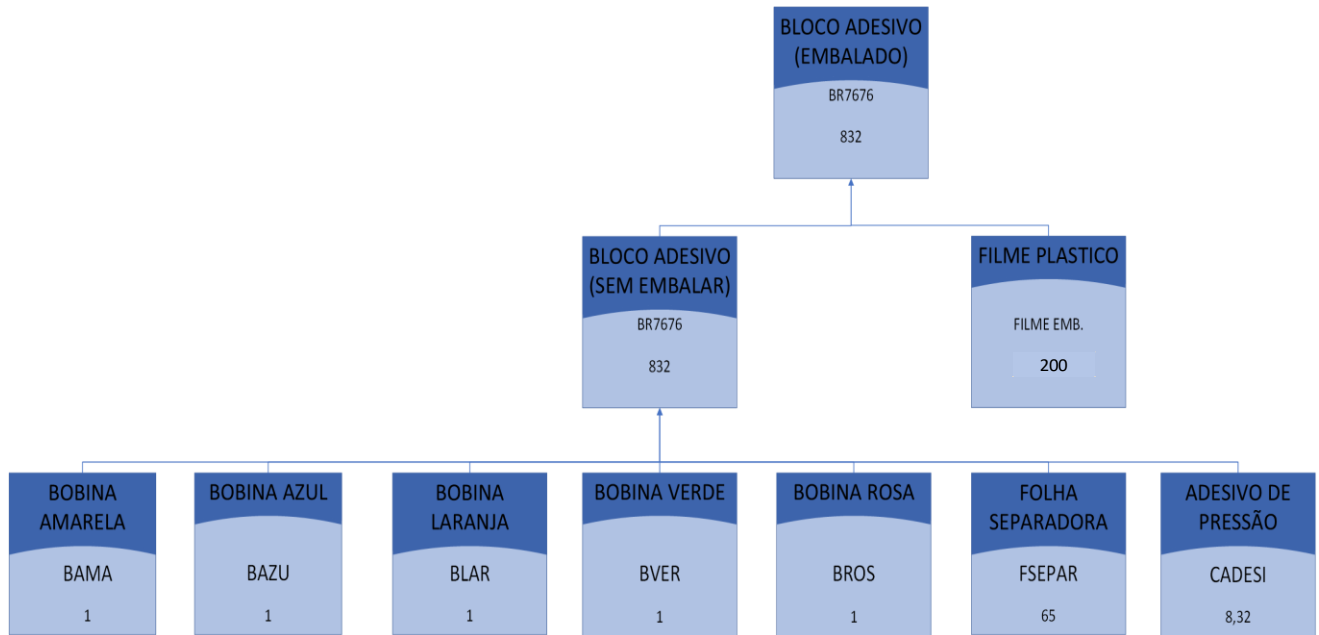 BLOCO ADESIVO
(EMBALADO)
BR7676
832
BLOCO ADESIVO
(SEM EMBALAR)
BR7676
832
FILME PLASTICO
FILME EMB.
200
BOBINA
AMARELA
BAMA
1
BOBINA AZUL
BAZU
1
BOBINA
LARANJA
BLAR
1
BOBINA VERDE
BVER
1
BOBINA ROSA
BROS
1
FOLHA
SEPARADORA
FSEPAR
65
ADESIVO DE
PRESSÃO
CADESI
8,32